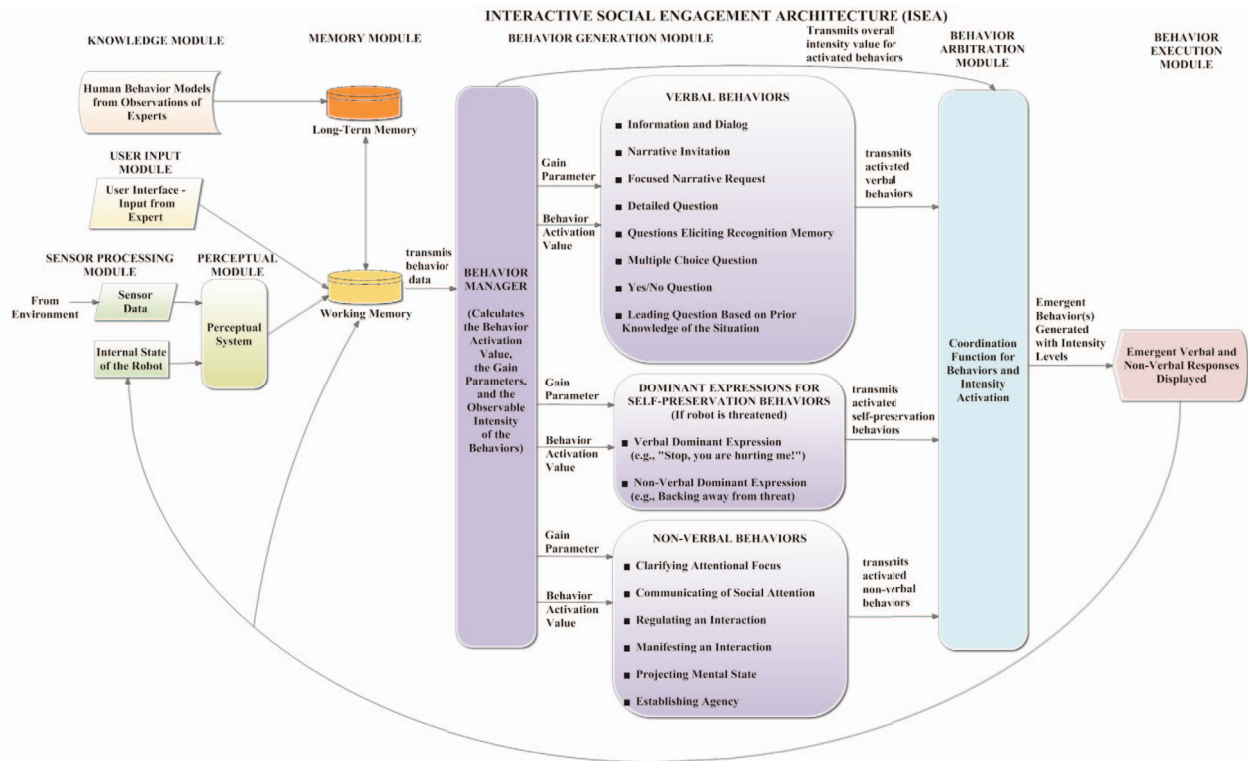 INTERACTIVE SOCIAL ENGAGEMENT ARCHITECTURE (ISEA)
KNOWLEDGE MODULE
MEMORY MODULE
BEHAVIOR GENERATION MODULE
Transmits overall
intensity value for
activated behaviors
BEHAVIOR
ARBITRATION
MODULE
BEHAVIOR
EXECUTION
MODULE
Human Behavior Models
from Observations of
Experts
Long-Term Memory
USER INPUT
MODULE
User Interface -
Input from
Expert
SENSOR PROCESSING
MODULE
PERCEPTUAL
MODULE
From
Environment
Sensor
Data
Internal State
of the Robot
Perceptual
System
Working Memory
transmits
behavior
data
BEHAVIOR
MANAGER
(Calculates
the Behavior
Activation
Value,
the Gain
Parameters,
and the
Observable
Intensity
of the
Behaviors)
Gain
Parameter
Behavior
Activation
Value
VERBAL BEHAVIORS
■ Information and Dialog
■ Narrative Invitation
■ Focused Narrative Request
■ Detailed Question
■ Questions Eliciting Recognition Memory
■ Multiple Choice Question
■ Yes/No Question
■ Leading Question Based on Prior
Knowledge of the Situation
transmits
activated
verbal
behaviors
Gain
Parameter
Behavior
Activation
Value
DOMINANT EXPRESSIONS FOR
SELF-PRESERVATION BEHAVIORS
(If robot is threatened)
■ Verbal Dominant Expression
(e.g., "Stop, you are hurting me!")
■ Non-Verbal Dominant Expression
(e.g., Backing away from threat)
transmits
activated
self-preservation
behaviors
Gain
Parameter
Behavior
Activation
Value
NON-VERBAL BEHAVIORS
■ Clarifying Attentional Focus
■ Communicating of Social Attention
■ Regulating an Interaction
■ Manifesting an Interaction
■ Projecting Mental State
■ Establishing Agency
transmits
activated
non-verbal
behaviors
Coordination
Function for
Behaviors and
Intensity
Activation
Emergent
Behavior(s)
Generated
with Intensity
Levels
Emergent Verbal and
Non-Verbal Responses
Displayed